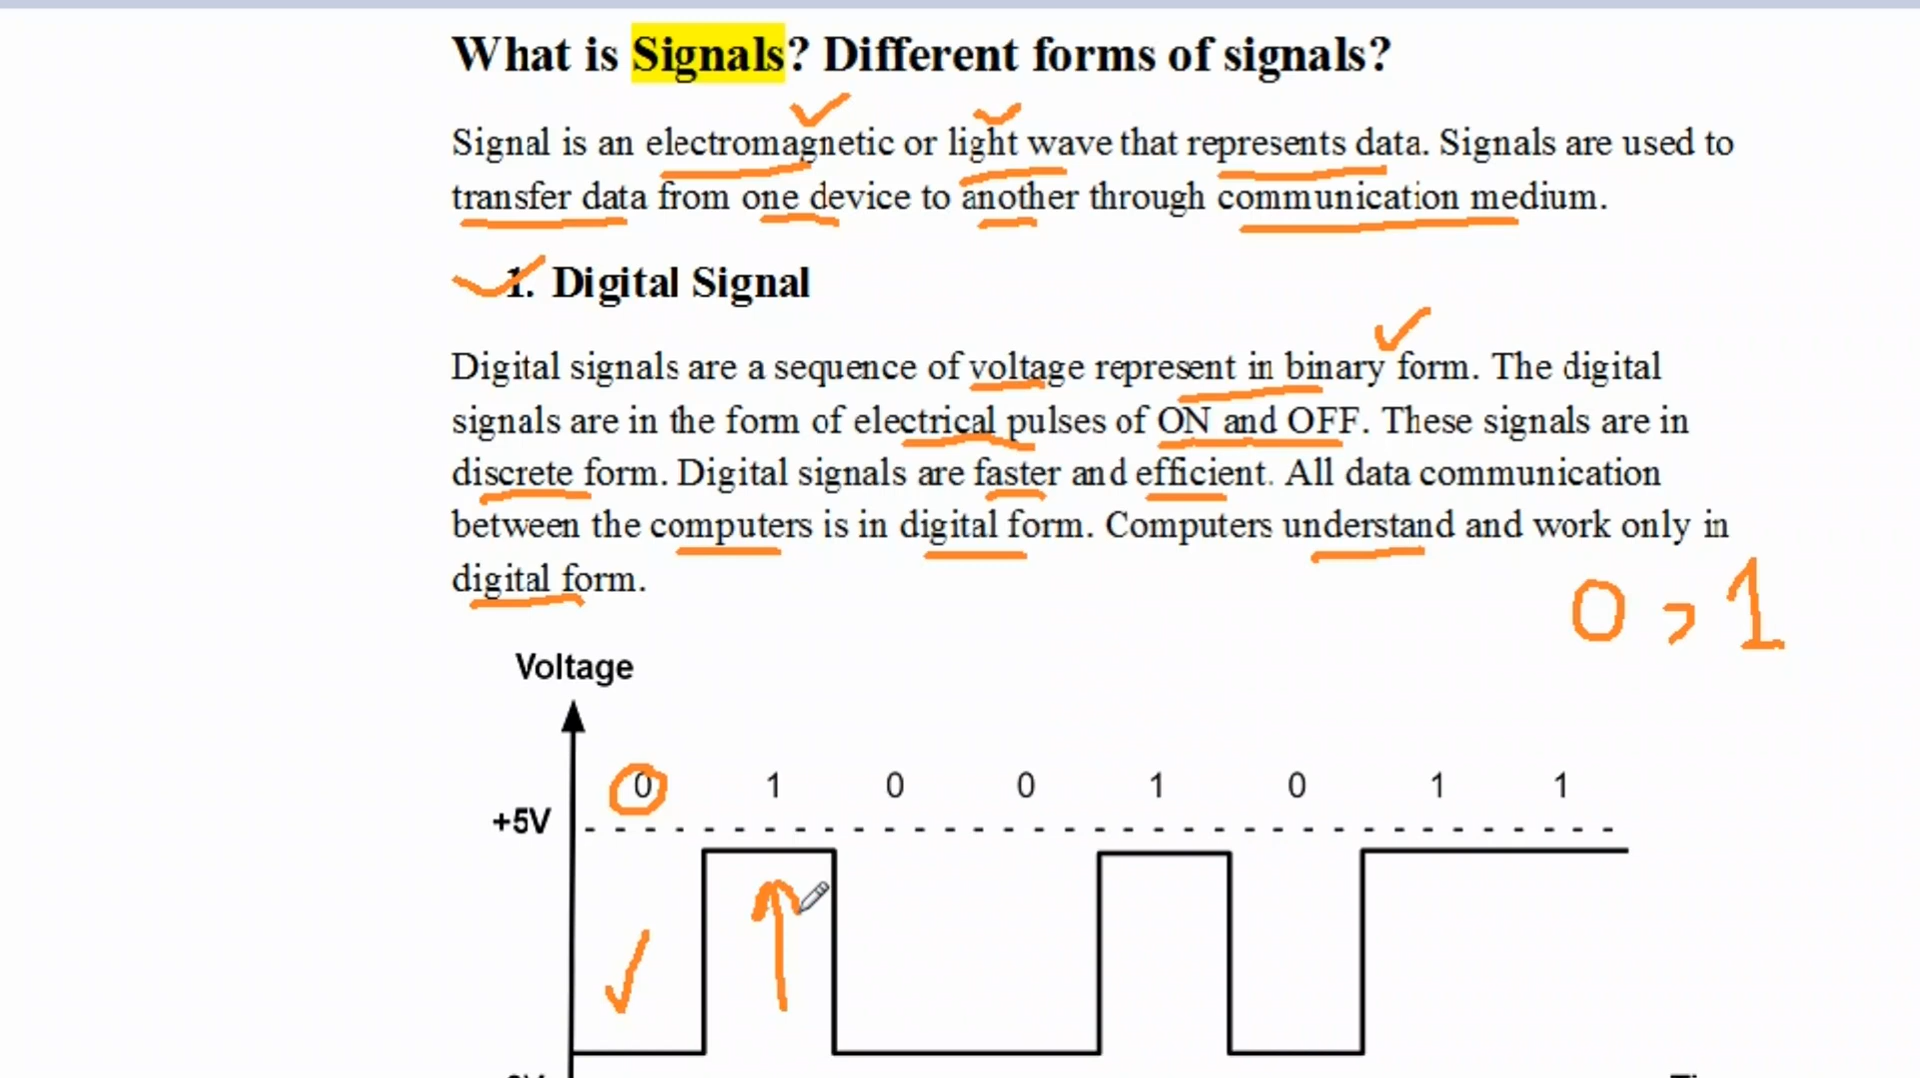 What is Signals? Different forms of signals?
Signal is an electromagnetic or light wave that represents data. Signals are used to
transfer data from one device to another through communication medium.
1. Digital Signal
Digital signals are a sequence of voltage represent in binary form. The digital
signals are in the form of electrical pulses of ON and OFF. These signals are in
discrete form. Digital signals are faster and efficient. All data communication
between the computers is in digital form. Computers understand and work only in
digital form.
0 , 1
Voltage
0 1 0 0 1 0 1 1
+5V